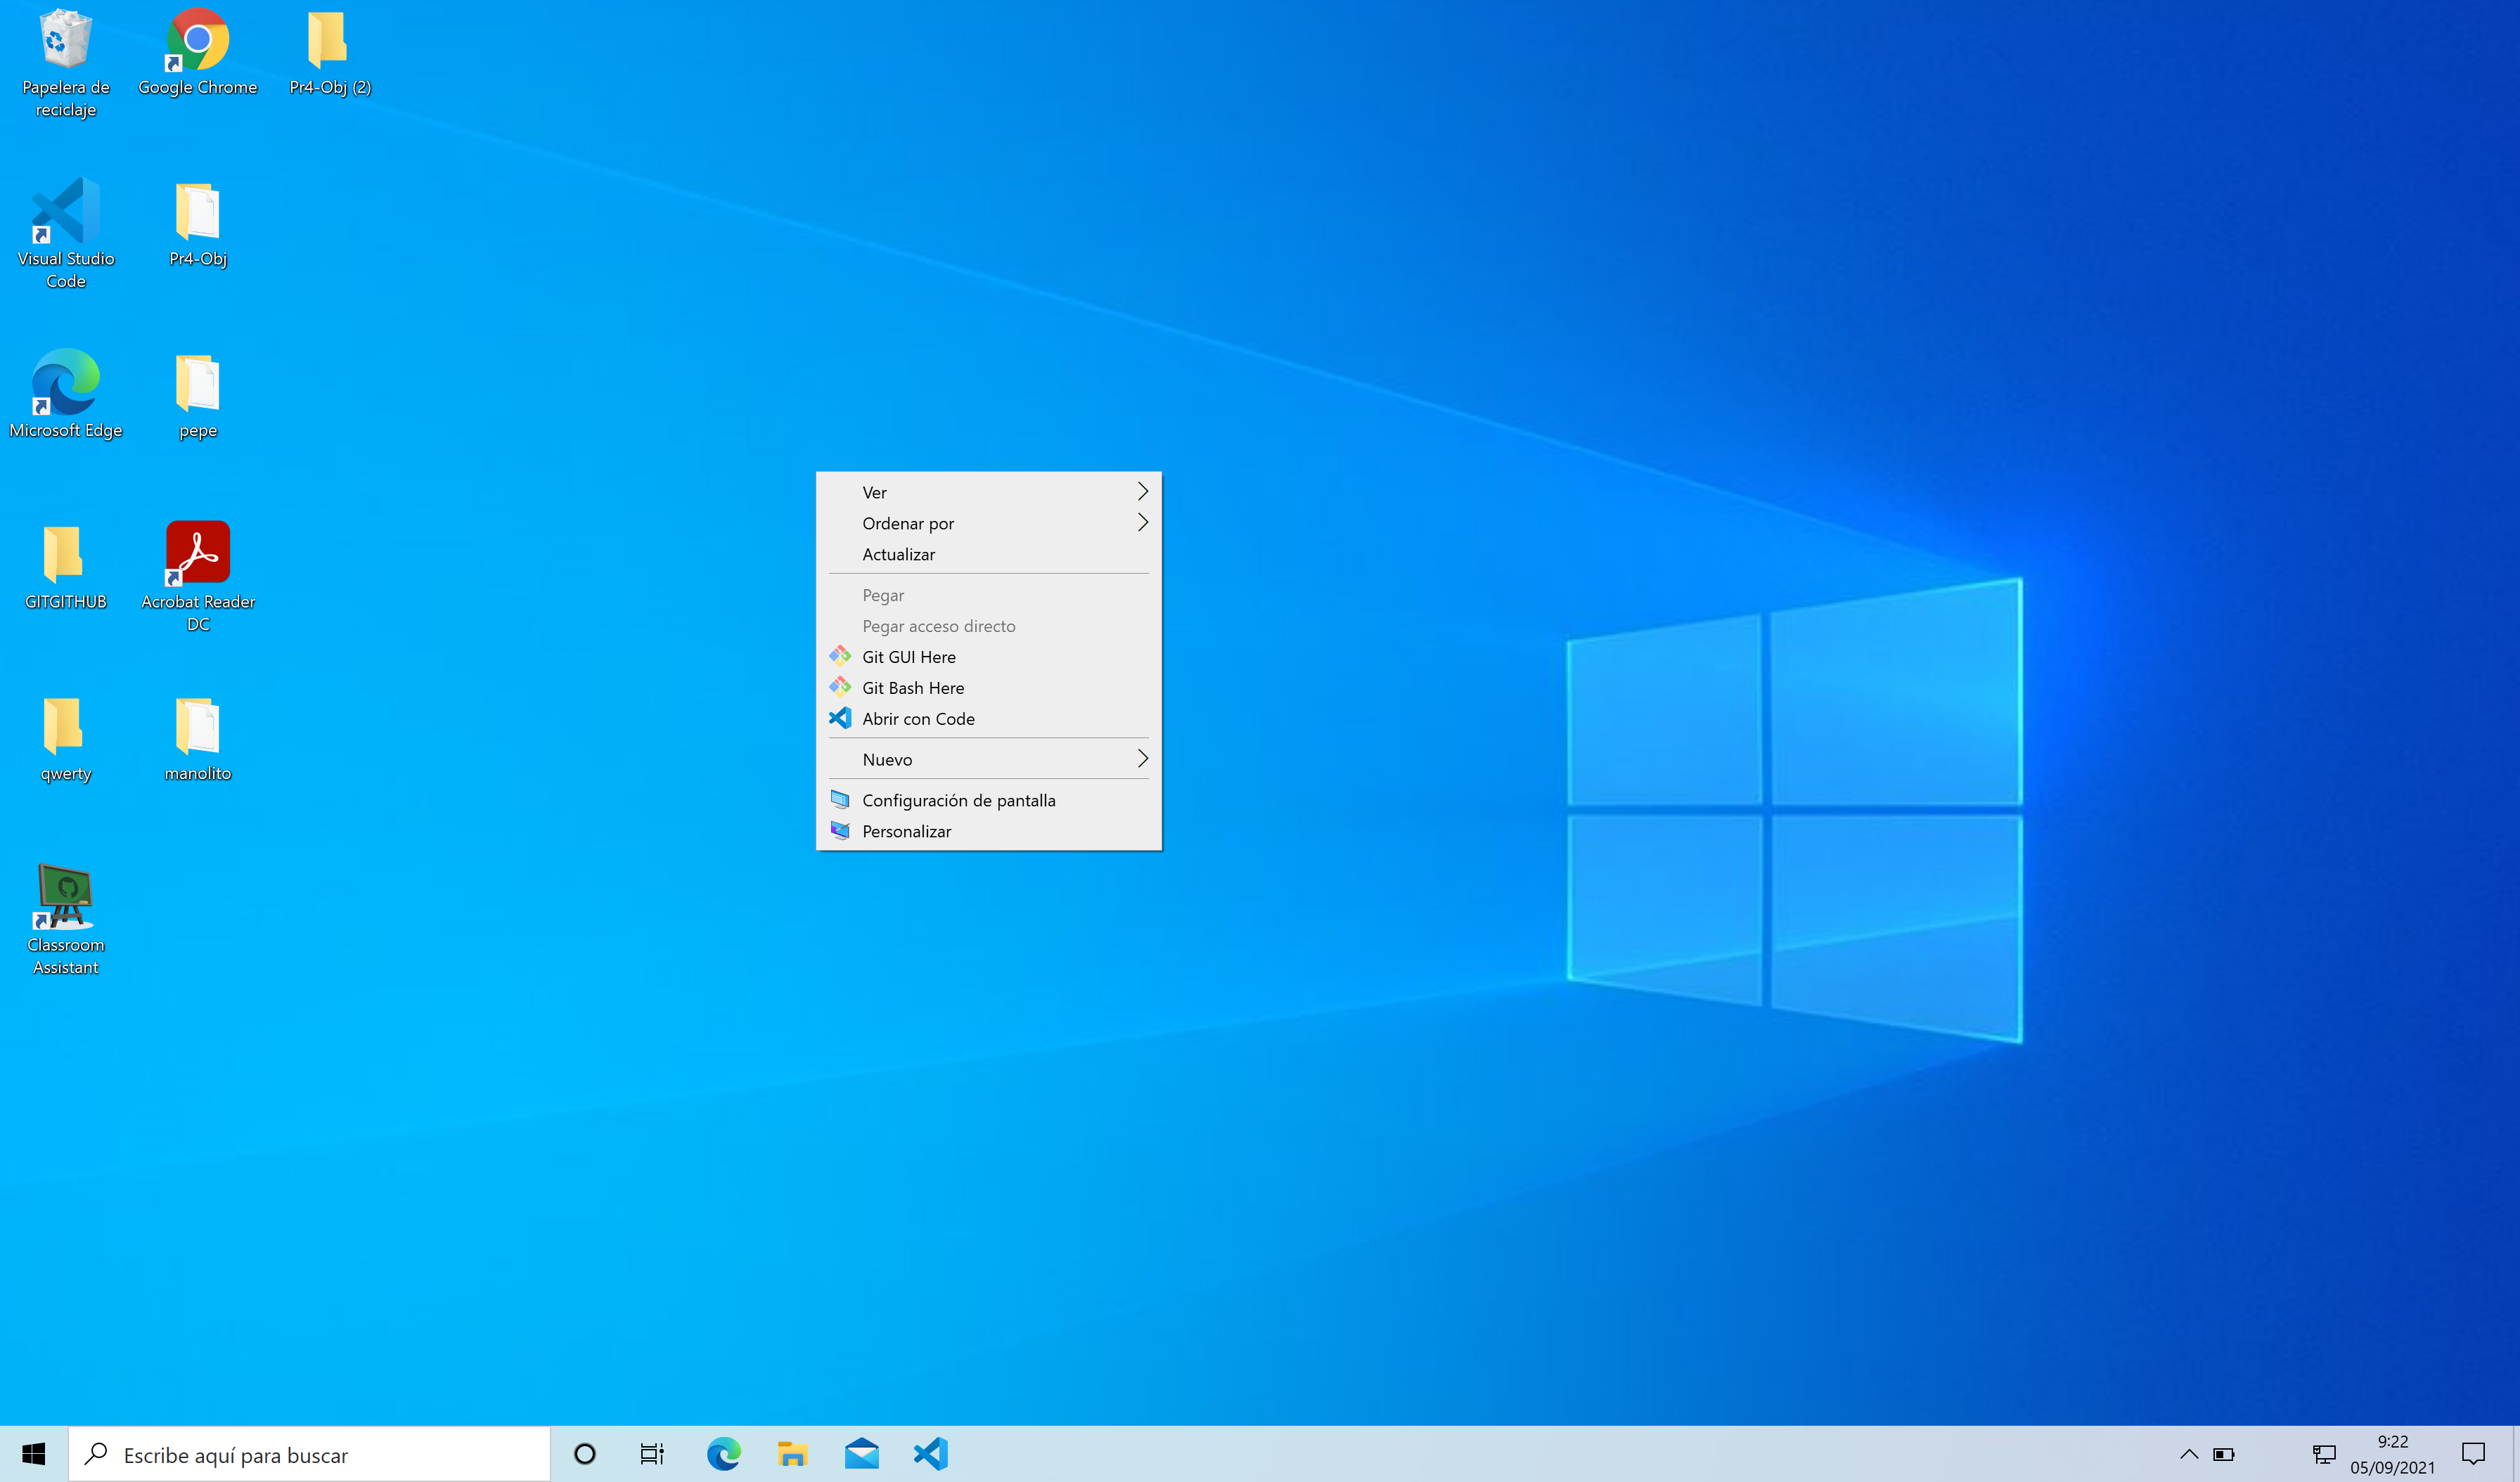 Papelera de
reciclaje
Google Chrome
Pr4-Obj (2)
Visual Studio
Code
Pr4-Obj
Microsoft Edge
pepe
GITGITHUB
Acrobat Reader
DC
qwerty
manolito
Classroom
Assistant
Ver
Ordenar por
Actualizar
Pegar
Pegar acceso directo
Git GUI Here
Git Bash Here
Abrir con Code
Nuevo
Configuración de pantalla
Personalizar
Escribe aquí para buscar
9:22
05/09/2021